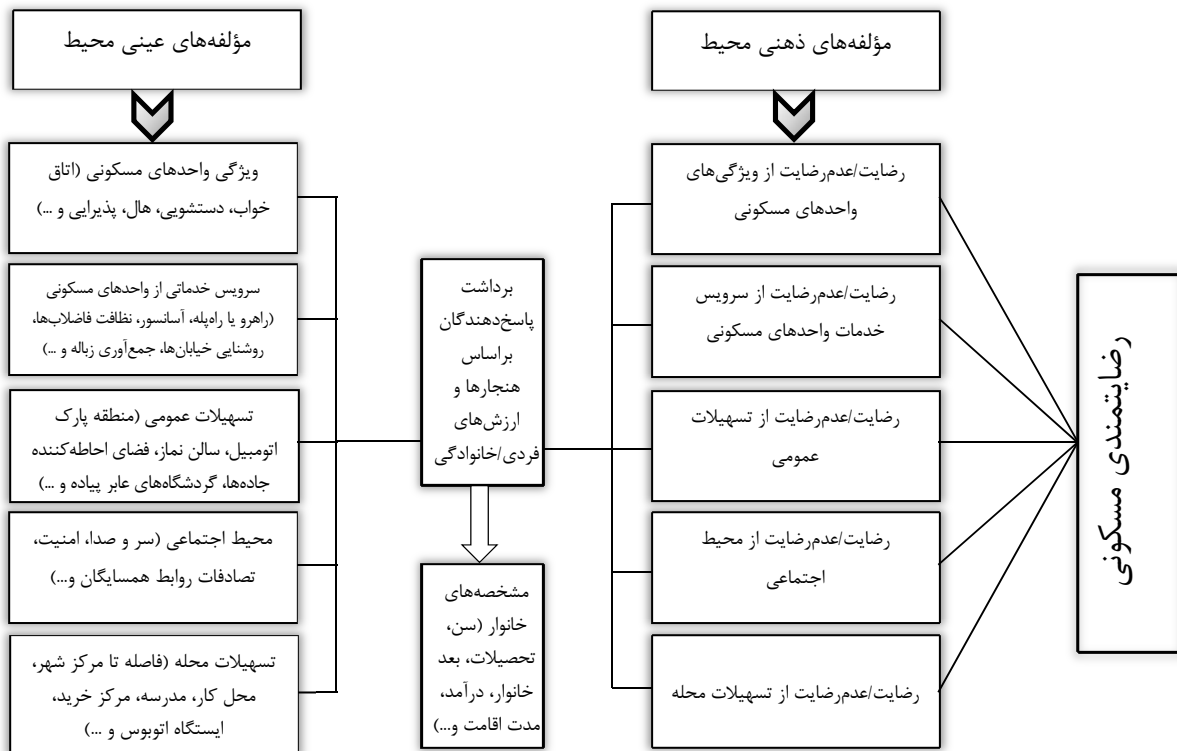 مؤلفه‌های عینی محیط
ویژگی واحدهای مسکونی (اتاق
خواب، دستشویی، هال، پذیرایی و ...)
سرویس خدماتی از واحدهای مسکونی
(راهرو یا راه‌پله، آسانسور، نظافت فاضلاب‌ها،
روشنایی خیابان‌ها، جمع‌آوری زباله و ...)
تسهیلات عمومی (منطقه پارک
اتومبیل، سالن نماز، فضای احاطه‌کننده
جاده‌ها، گردشگاه‌های عابر پیاده و ...)
محیط اجتماعی (سر و صدا، امنیت،
تصادفات روابط همسایگان و...)
تسهیلات محله (فاصله تا مرکز شهر،
محل کار، مدرسه، مرکز خرید،
ایستگاه اتوبوس و ...)
برداشت
پاسخ‌دهندگان
براساس
هنجارها و
ارزش‌های
فردی/خانوادگی
مشخصه‌های
خانوار (سن،
تحصیلات، بعد
خانوار، درآمد،
مدت اقامت و...)
مؤلفه‌های ذهنی محیط
رضایت/عدم‌رضایت از ویژگی‌های
واحدهای مسکونی
رضایت/عدم‌رضایت از سرویس
خدمات واحدهای مسکونی
رضایت/عدم‌رضایت از تسهیلات
عمومی
رضایت/عدم‌رضایت از محیط
اجتماعی
رضایت/عدم‌رضایت از تسهیلات محله
رضایتمندی مسکونی